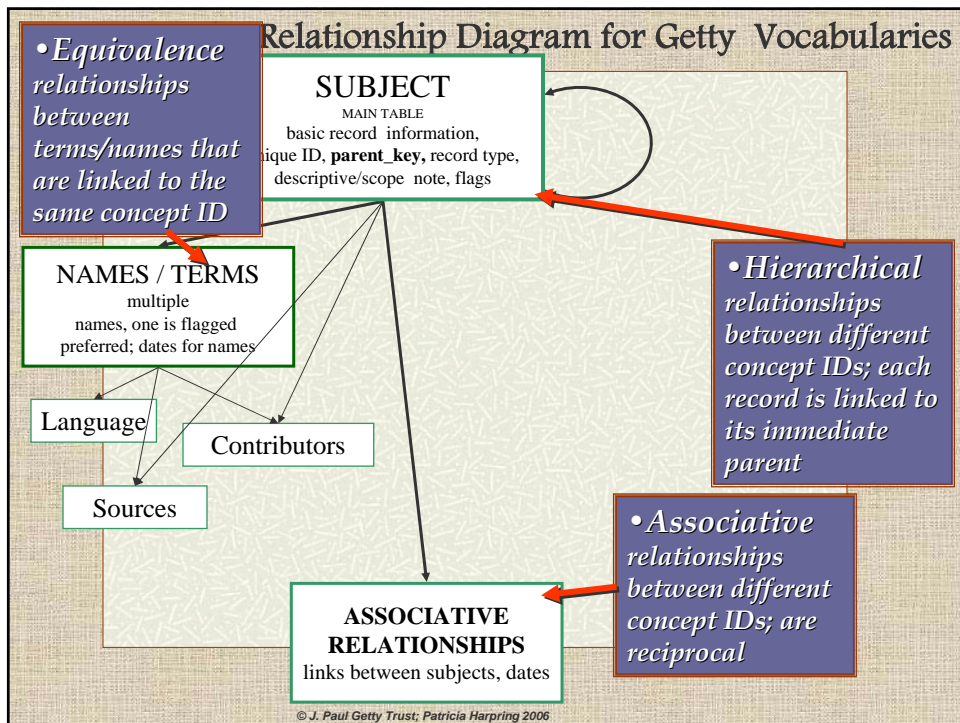 Relationship Diagram for Getty Vocabularies
•Equivalence
relationships
between
terms/names that
are linked to the
same concept ID
SUBJECT
MAIN TABLE
basic record information,
ID, parent_key, record type,
descriptive/scope note, flags
NAMES / TERMS
multiple
names, one is flagged
preferred; dates for names
Language
Contributors
Sources
•Hierarchical
relationships
between different
concept IDs; each
record is linked to
its immediate
parent
•Associative
relationships
between different
concept IDs; are
reciprocal
ASSOCIATIVE
RELATIONSHIPS
links between subjects, dates
© J. Paul Getty Trust; Patricia Harpring 2006